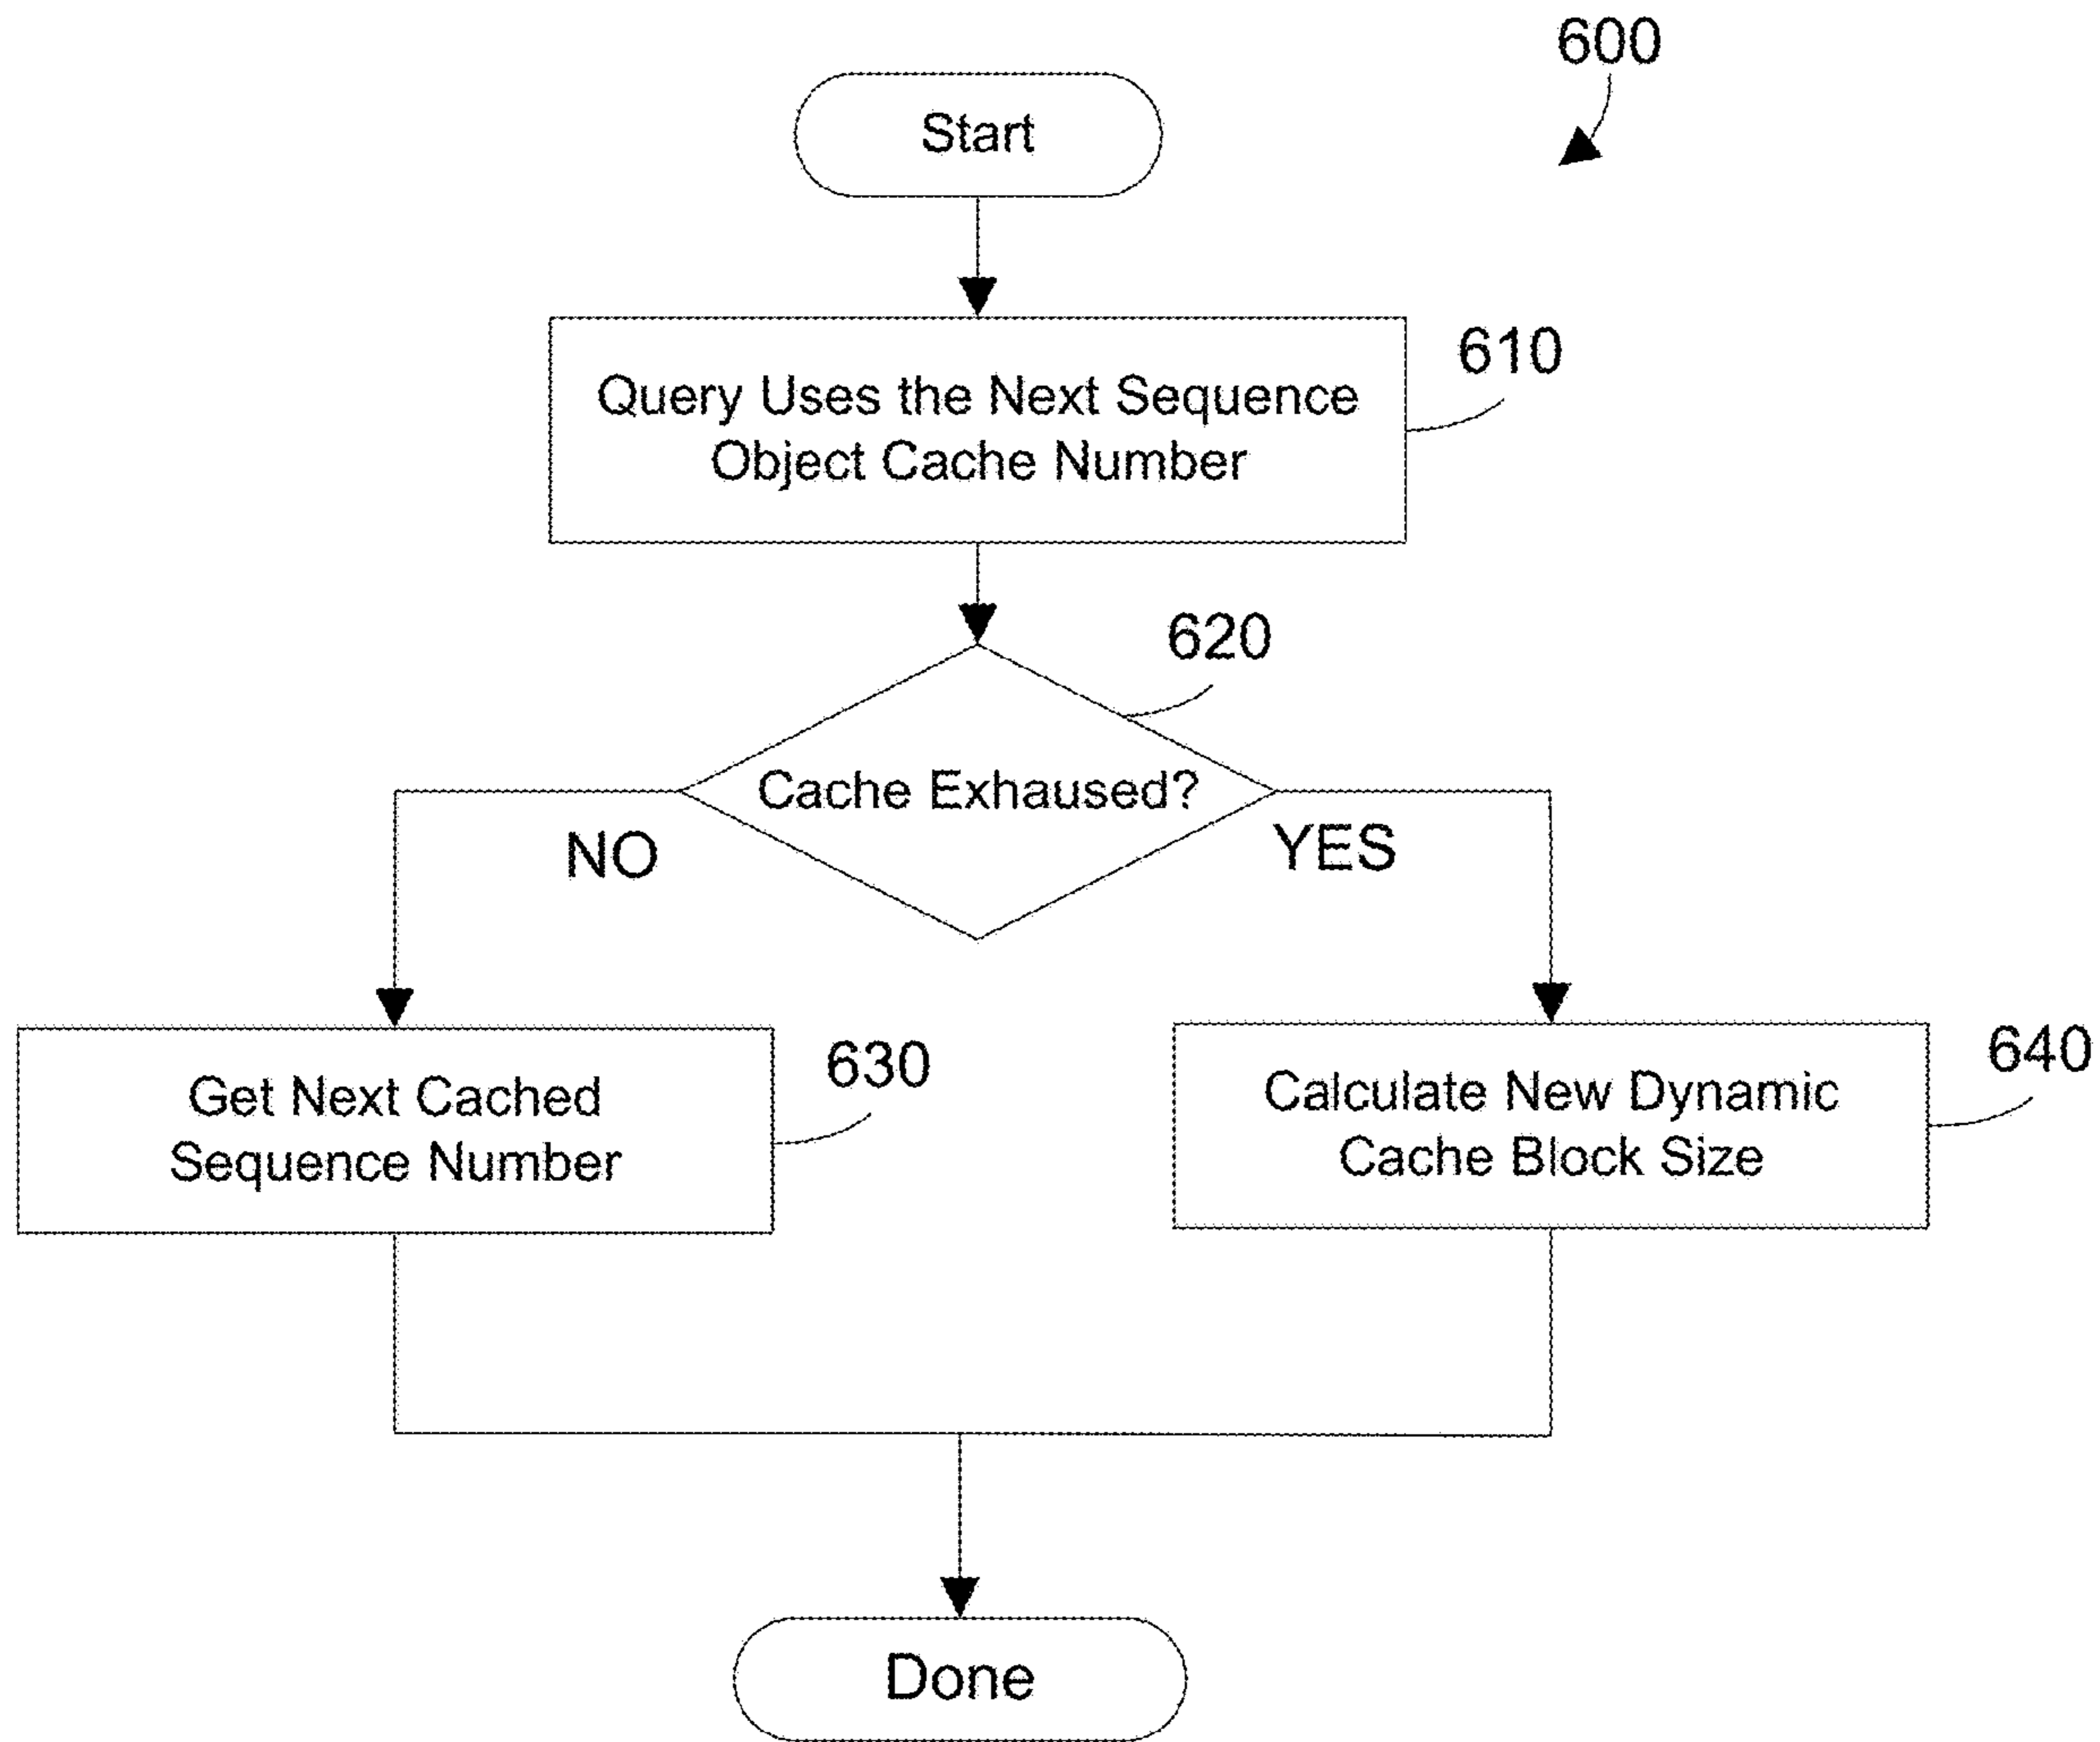 600
Start
610
Query Uses the Next Sequence
Object Cache Number
620
Cache Exhaused?
NO
YES
630
Get Next Cached
Sequence Number
640
Calculate New Dynamic
Cache Block Size
Done